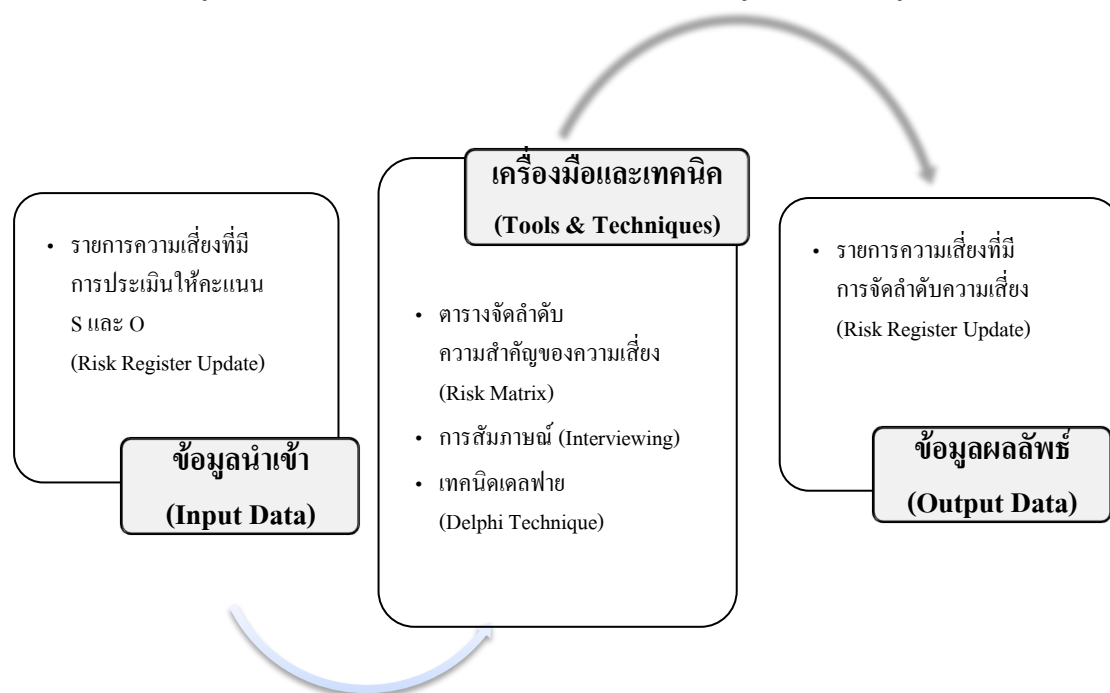 • รายการความเสี่ยงที่มี
การประเมินให้คะแนน
S และ O
(Risk Register Update)
ข้อมูลนำเข้า
(Input Data)
เครื่องมือและเทคนิค
(Tools & Techniques)
• ตารางจัดลำดับ
ความสำคัญของความเสี่ยง
(Risk Matrix)
• การสัมภาษณ์ (Interviewing)
• เทคนิดเดลฟาย
(Delphi Technique)
• รายการความเสี่ยงที่มี
การจัดลำดับความเสี่ยง
(Risk Register Update)
ข้อมูลผลลัพธ์
(Output Data)